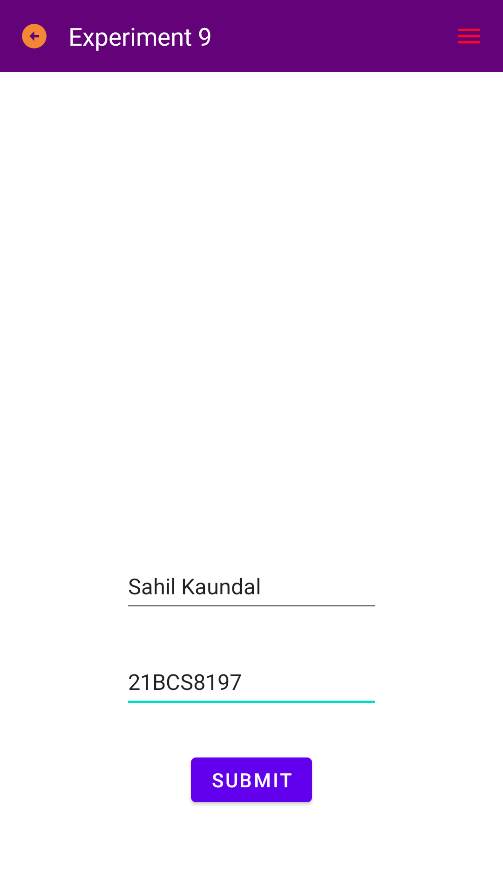 Experiment 9
Sahil Kaundal
21BCS8197
SUBMIT